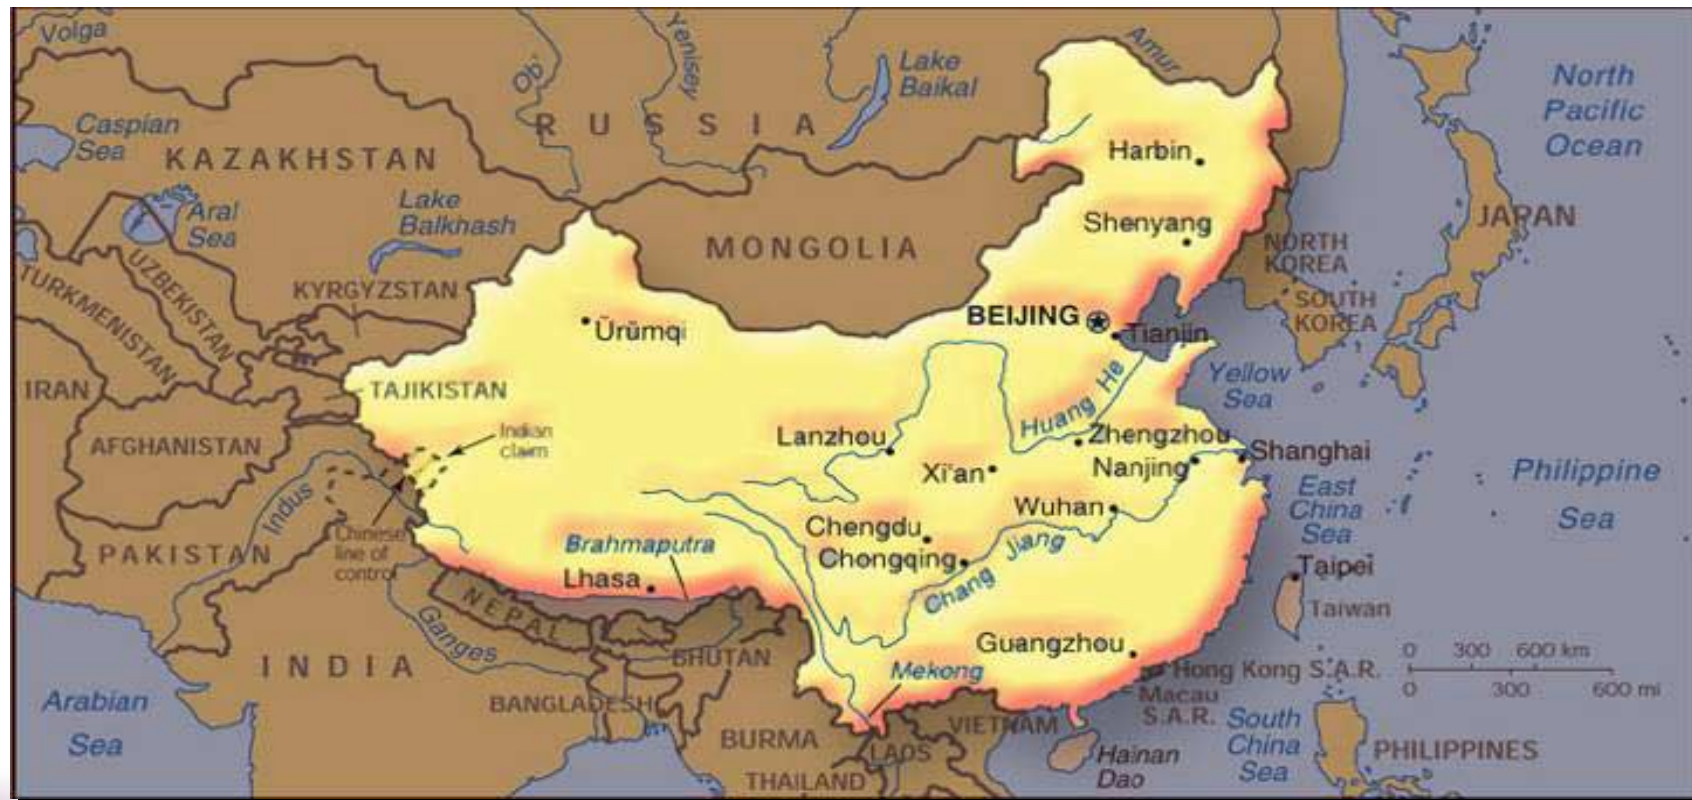 Volga
Ob'
Yenisey
Lake
Baikal
Amur
North
Pacific
Ocean
Caspian
Sea
RUSSIA
KAZAKHSTAN
Harbin
Aral
Sea
Lake
Balkhash
Shenyang
JAPAN
MONGOLIA
NORTH
KOREA
TURKMENISTAN
UZBEKISTAN
KYRGYZSTAN
SOUTH
KOREA
BEIJING
Ürümqi
Tianjin
IRAN
TAJIKISTAN
Yellow
Sea
Huang He
AFGHANISTAN
Indian
claim
Lanzhou
Zhengzhou
Shanghai
Xi'an
Nanjing
Philippine
Sea
Indus
Wuhan
East
China
Sea
PAKISTAN
Chinese
line of
control
Brahmaputra
Chengdu
Chongqing
Chang Jiang
Lhasa
Taipei
Taiwan
NEPAL
Ganges
INDIA
BHUTAN
Guangzhou
Mekong
Hong Kong S.A.R.
0 300 600 km
0 300 600 mi
Arabian
Sea
BANGLADESH
Macau
S.A.R.
BURMA
VIETNAM
LAOS
South
China
Sea
PHILIPPINES
Hainan
Dao
THAILAND